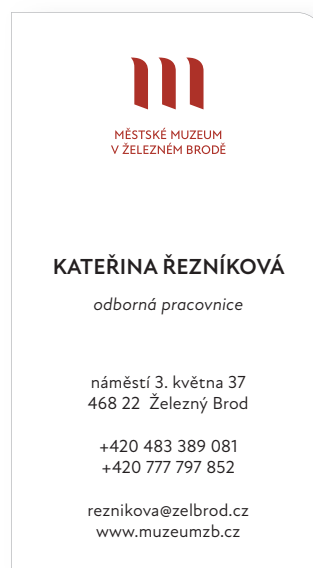 MĚSTSKÉ MUZEUM
V ŽELEZNÉM BRODĚ
KATEŘINA ŘEZNÍKOVÁ
odborná pracovnice
náměstí 3. května 37
468 22 Železný Brod
+420 483 389 081
+420 777 797 852
reznikova@zelbrod.cz
www.muzeumzb.cz